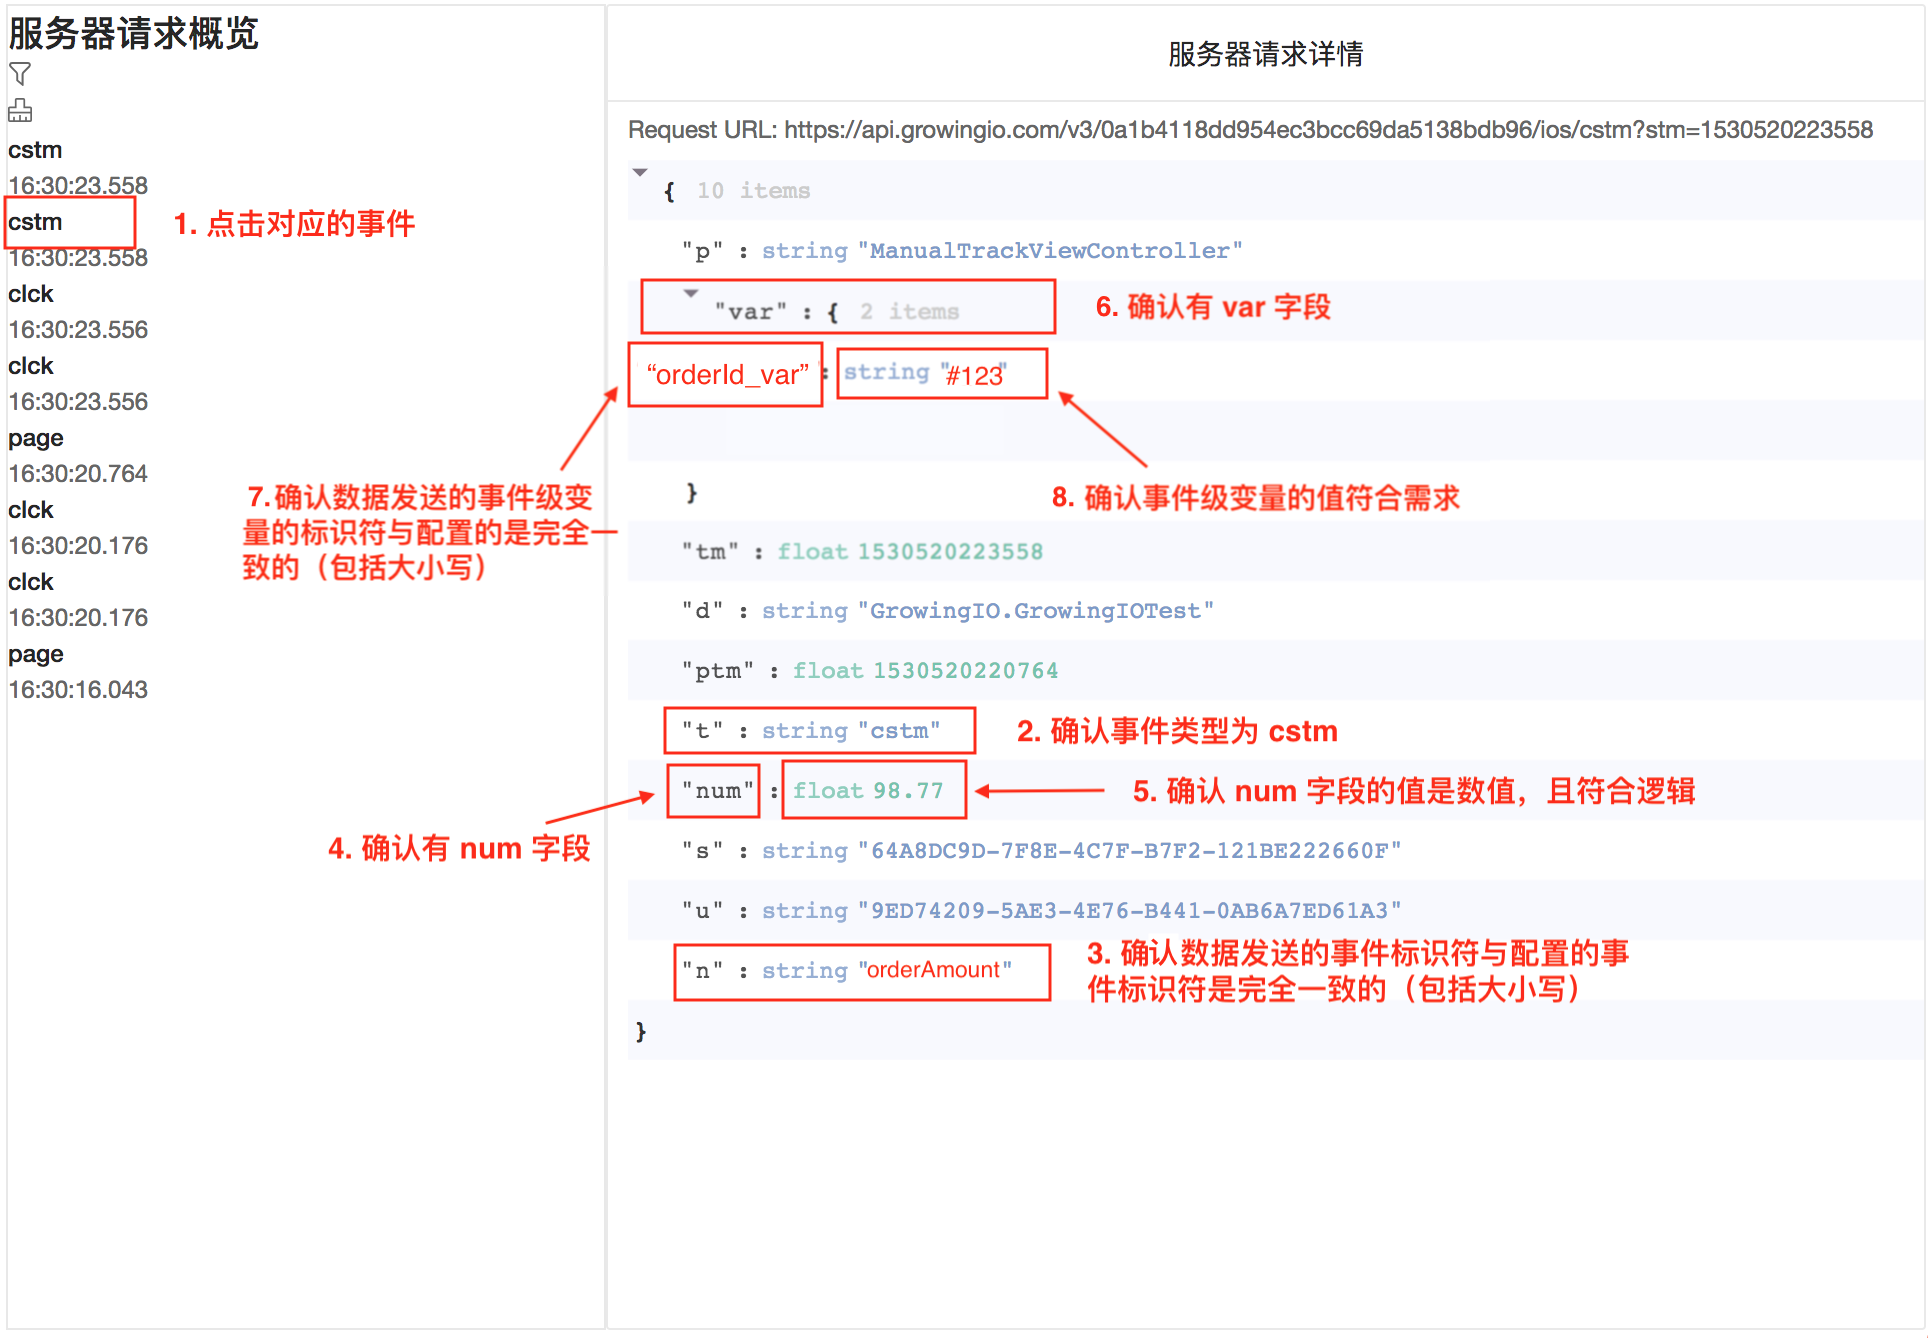 服务器请求概览
cstm
16:30:23.558
cstm
1. 点击对应的事件
16:30:23.558
clck
16:30:23.556
clck
16:30:23.556
page
16:30:20.764
clck
16:30:20.176
clck
16:30:20.176
page
16:30:16.043
7.确认数据发送的事件级变
量的标识符与配置的是完全一
致的（包括大小写）
4. 确认有 num 字段
服务器请求详情
Request URL: https://api.growingio.com/v3/0a1b4118dd954ec3bcc69da5138bdb96/ios/cstm?stm=1530520223558
{ 10 items
"p" : string "ManualTrackViewController"
"var" : { 2 items
6. 确认有 var 字段
“orderId_var” : string "#123"
8. 确认事件级变量的值符合需求
}
"tm" : float 1530520223558
"d" : string "GrowingIO.GrowingIOTest"
"ptm" : float 1530520220764
"t" : string "cstm"
2. 确认事件类型为 cstm
"num" : float 98.77
5. 确认 num 字段的值是数值，且符合逻辑
"s" : string "64A8DC9D-7F8E-4C7F-B7F2-121BE222660F"
"u" : string "9ED74209-5AE3-4E76-B441-0AB6A7ED61A3"
"n" : string "orderAmount"
3. 确认数据发送的事件标识符与配置的事
件标识符是完全一致的（包括大小写）
}